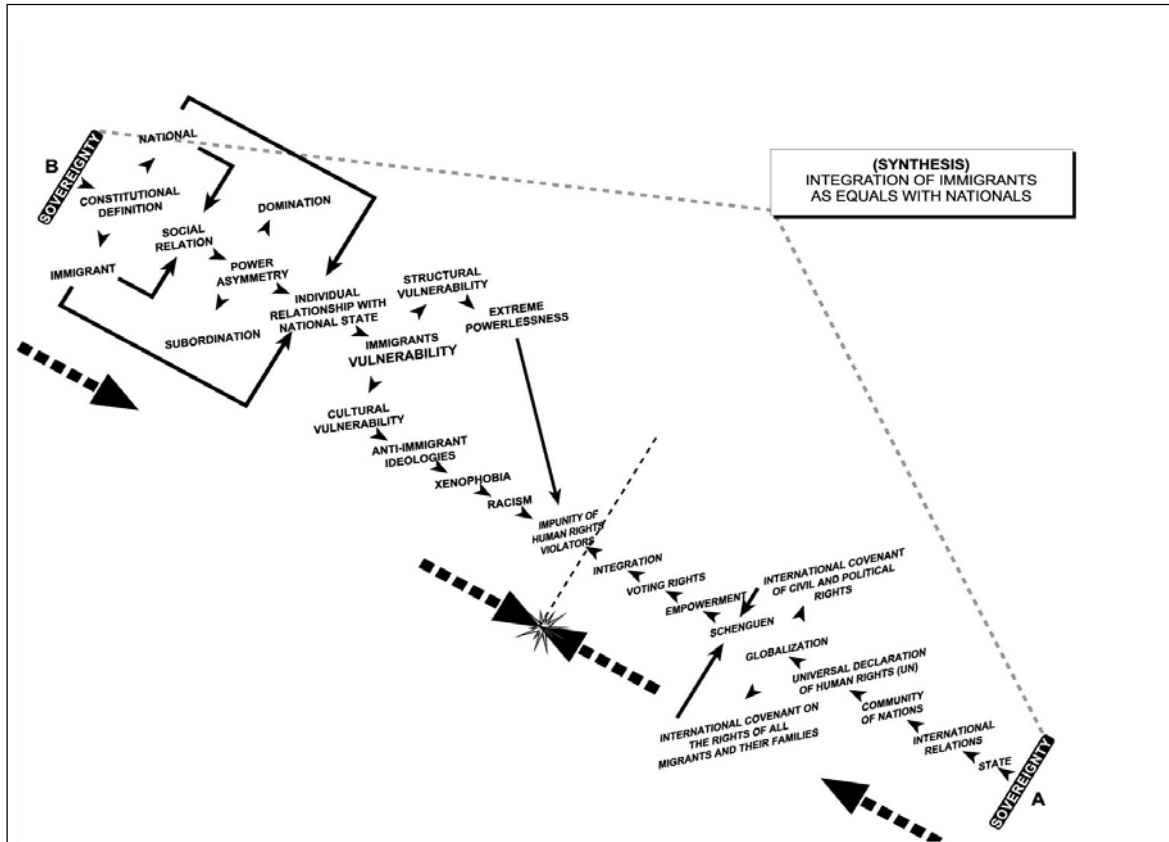 B
SOVEREIGNTY
NATIONAL
CONSTITUTIONAL
DEFINITION
IMMIGRANT
SOCIAL
RELATION
DOMINATION
POWER
ASYMMETRY
SUBORDINATION
INDIVIDUAL
RELATIONSHIP WITH
NATIONAL STATE
STRUCTURAL
VULNERABILITY
EXTREME
POWERLESSNESS
IMMIGRANTS
VULNERABILITY
CULTURAL
VULNERABILITY
ANTI-IMMIGRANT
IDEOLOGIES
XENOPHOBIA
RACISM
IMPUNITY OF
HUMAN RIGHTS
VIOLATORS
(SYNTHESIS)
INTEGRATION OF IMMIGRANTS
AS EQUALS WITH NATIONALS
INTEGRATION
VOTING RIGHTS
EMPOWERMENT
SCHENGUEN
INTERNATIONAL COVENANT
OF CIVIL AND POLITICAL
RIGHTS
GLOBALIZATION
UNIVERSAL DECLARATION
OF HUMAN RIGHTS (UN)
INTERNATIONAL COVENANT ON
THE RIGHTS OF ALL
MIGRANTS AND THEIR FAMILIES
COMMUNITY
OF NATIONS
INTERNATIONAL
RELATIONS
STATE
SOVEREIGNTY
A